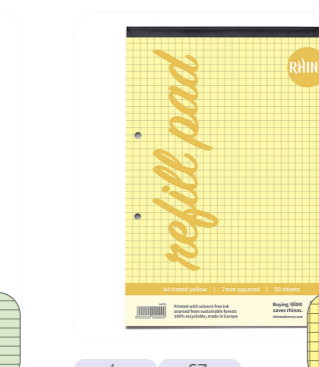 RHIN
refill pad
A4 tinted yellow | 7mm squared | 50 sheets
Printed with solvent free ink
sourced from sustainable forests
100% recyclable, made in Europe
Buying RHINO
saves rhinos.